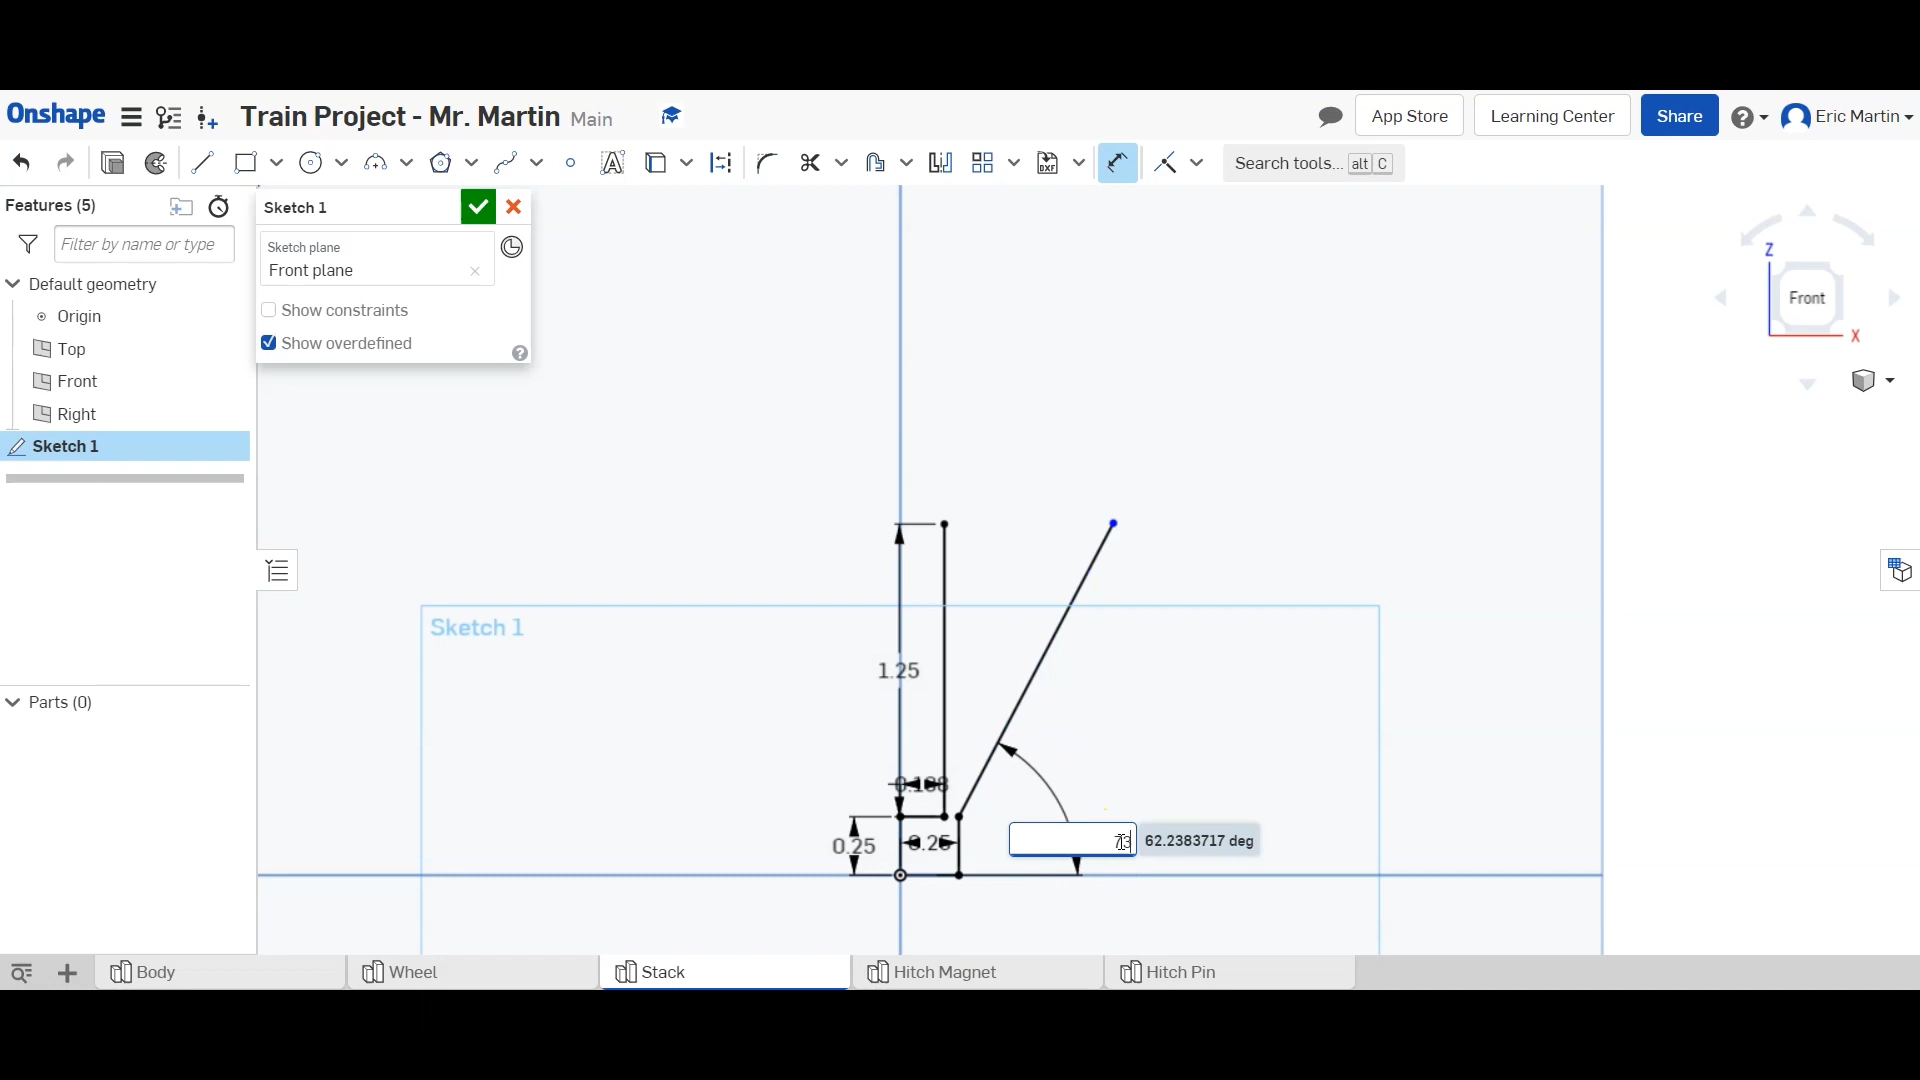 Onshape Train Project - Mr. Martin Main App Store Learning Center Share Eric Martin
Search tools... alt C
Features (5)
Filter by name or type
Default geometry
Origin
Top
Front
Right
Sketch 1
Parts (0)
Sketch 1
Sketch plane
Front plane
Show constraints
Show overdefined
Z
Front
X
Sketch 1
1.25
0.188
0.25
0.25
73
62.2383717 deg
Body Wheel Stack Hitch Magnet Hitch Pin